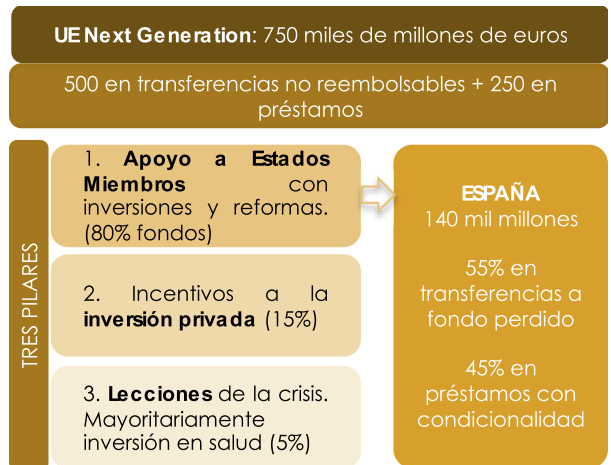 UE Next Generation: 750 miles de millones de euros
500 en transferencias no reembolsables + 250 en
préstamos
TRES PILARES
1. Apoyo a Estados
Miembros con
inversiones y reformas.
(80% fondos)
2. Incentivos a la
inversión privada (15%)
3. Lecciones de la crisis.
Mayoritariamente
inversión en salud (5%)
ESPAÑA
140 mil millones
55% en
transferencias a
fondo perdido
45% en
préstamos con
condicionalidad